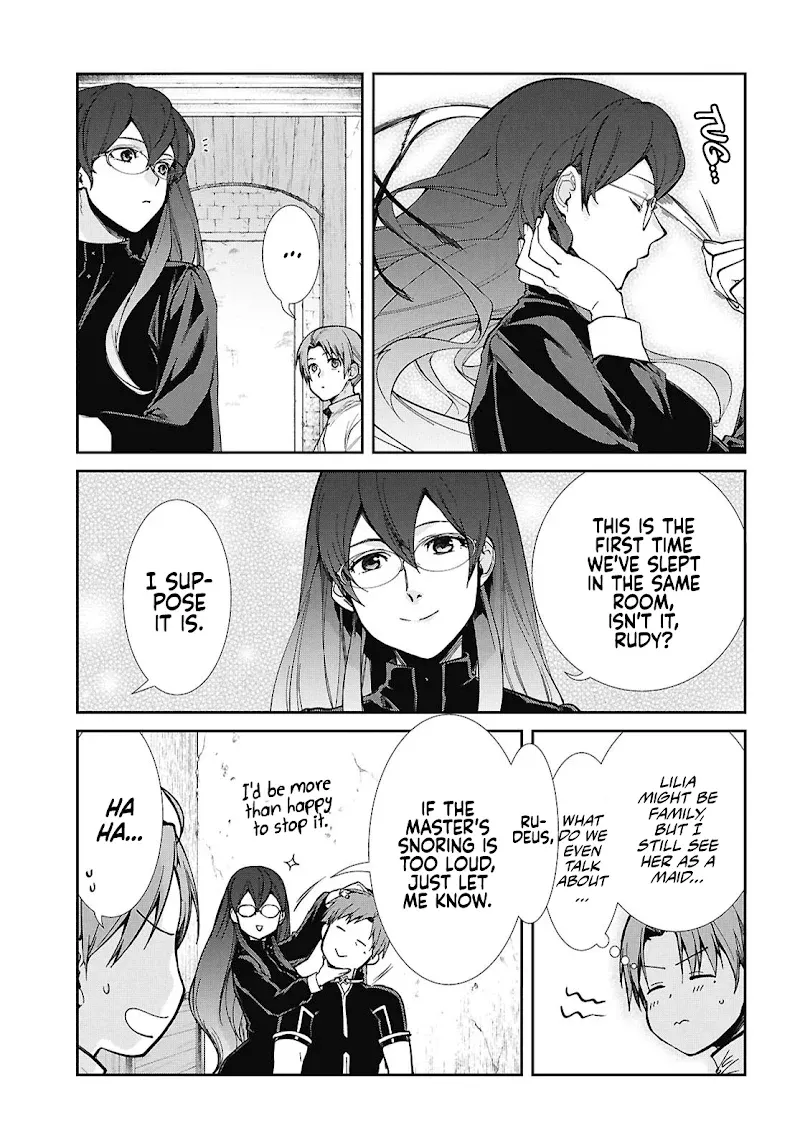 TUG...
...
THIS IS THE
FIRST TIME
WE'VE SLEPT
IN THE SAME
ROOM,
ISN'T IT,
RUDY?
I SUP-
POSE
IT IS.
LILIA
MIGHT BE
FAMILY,
BUT I
STILL SEE
HER AS A
MAID...
WHAT
DO WE
EVEN
TALK
ABOUT
...
RU-
DEUS,
IF THE
MASTER'S
SNORING IS
TOO LOUD,
JUST LET
ME KNOW.
I'd be more
than happy
to stop it.
HA
HA...